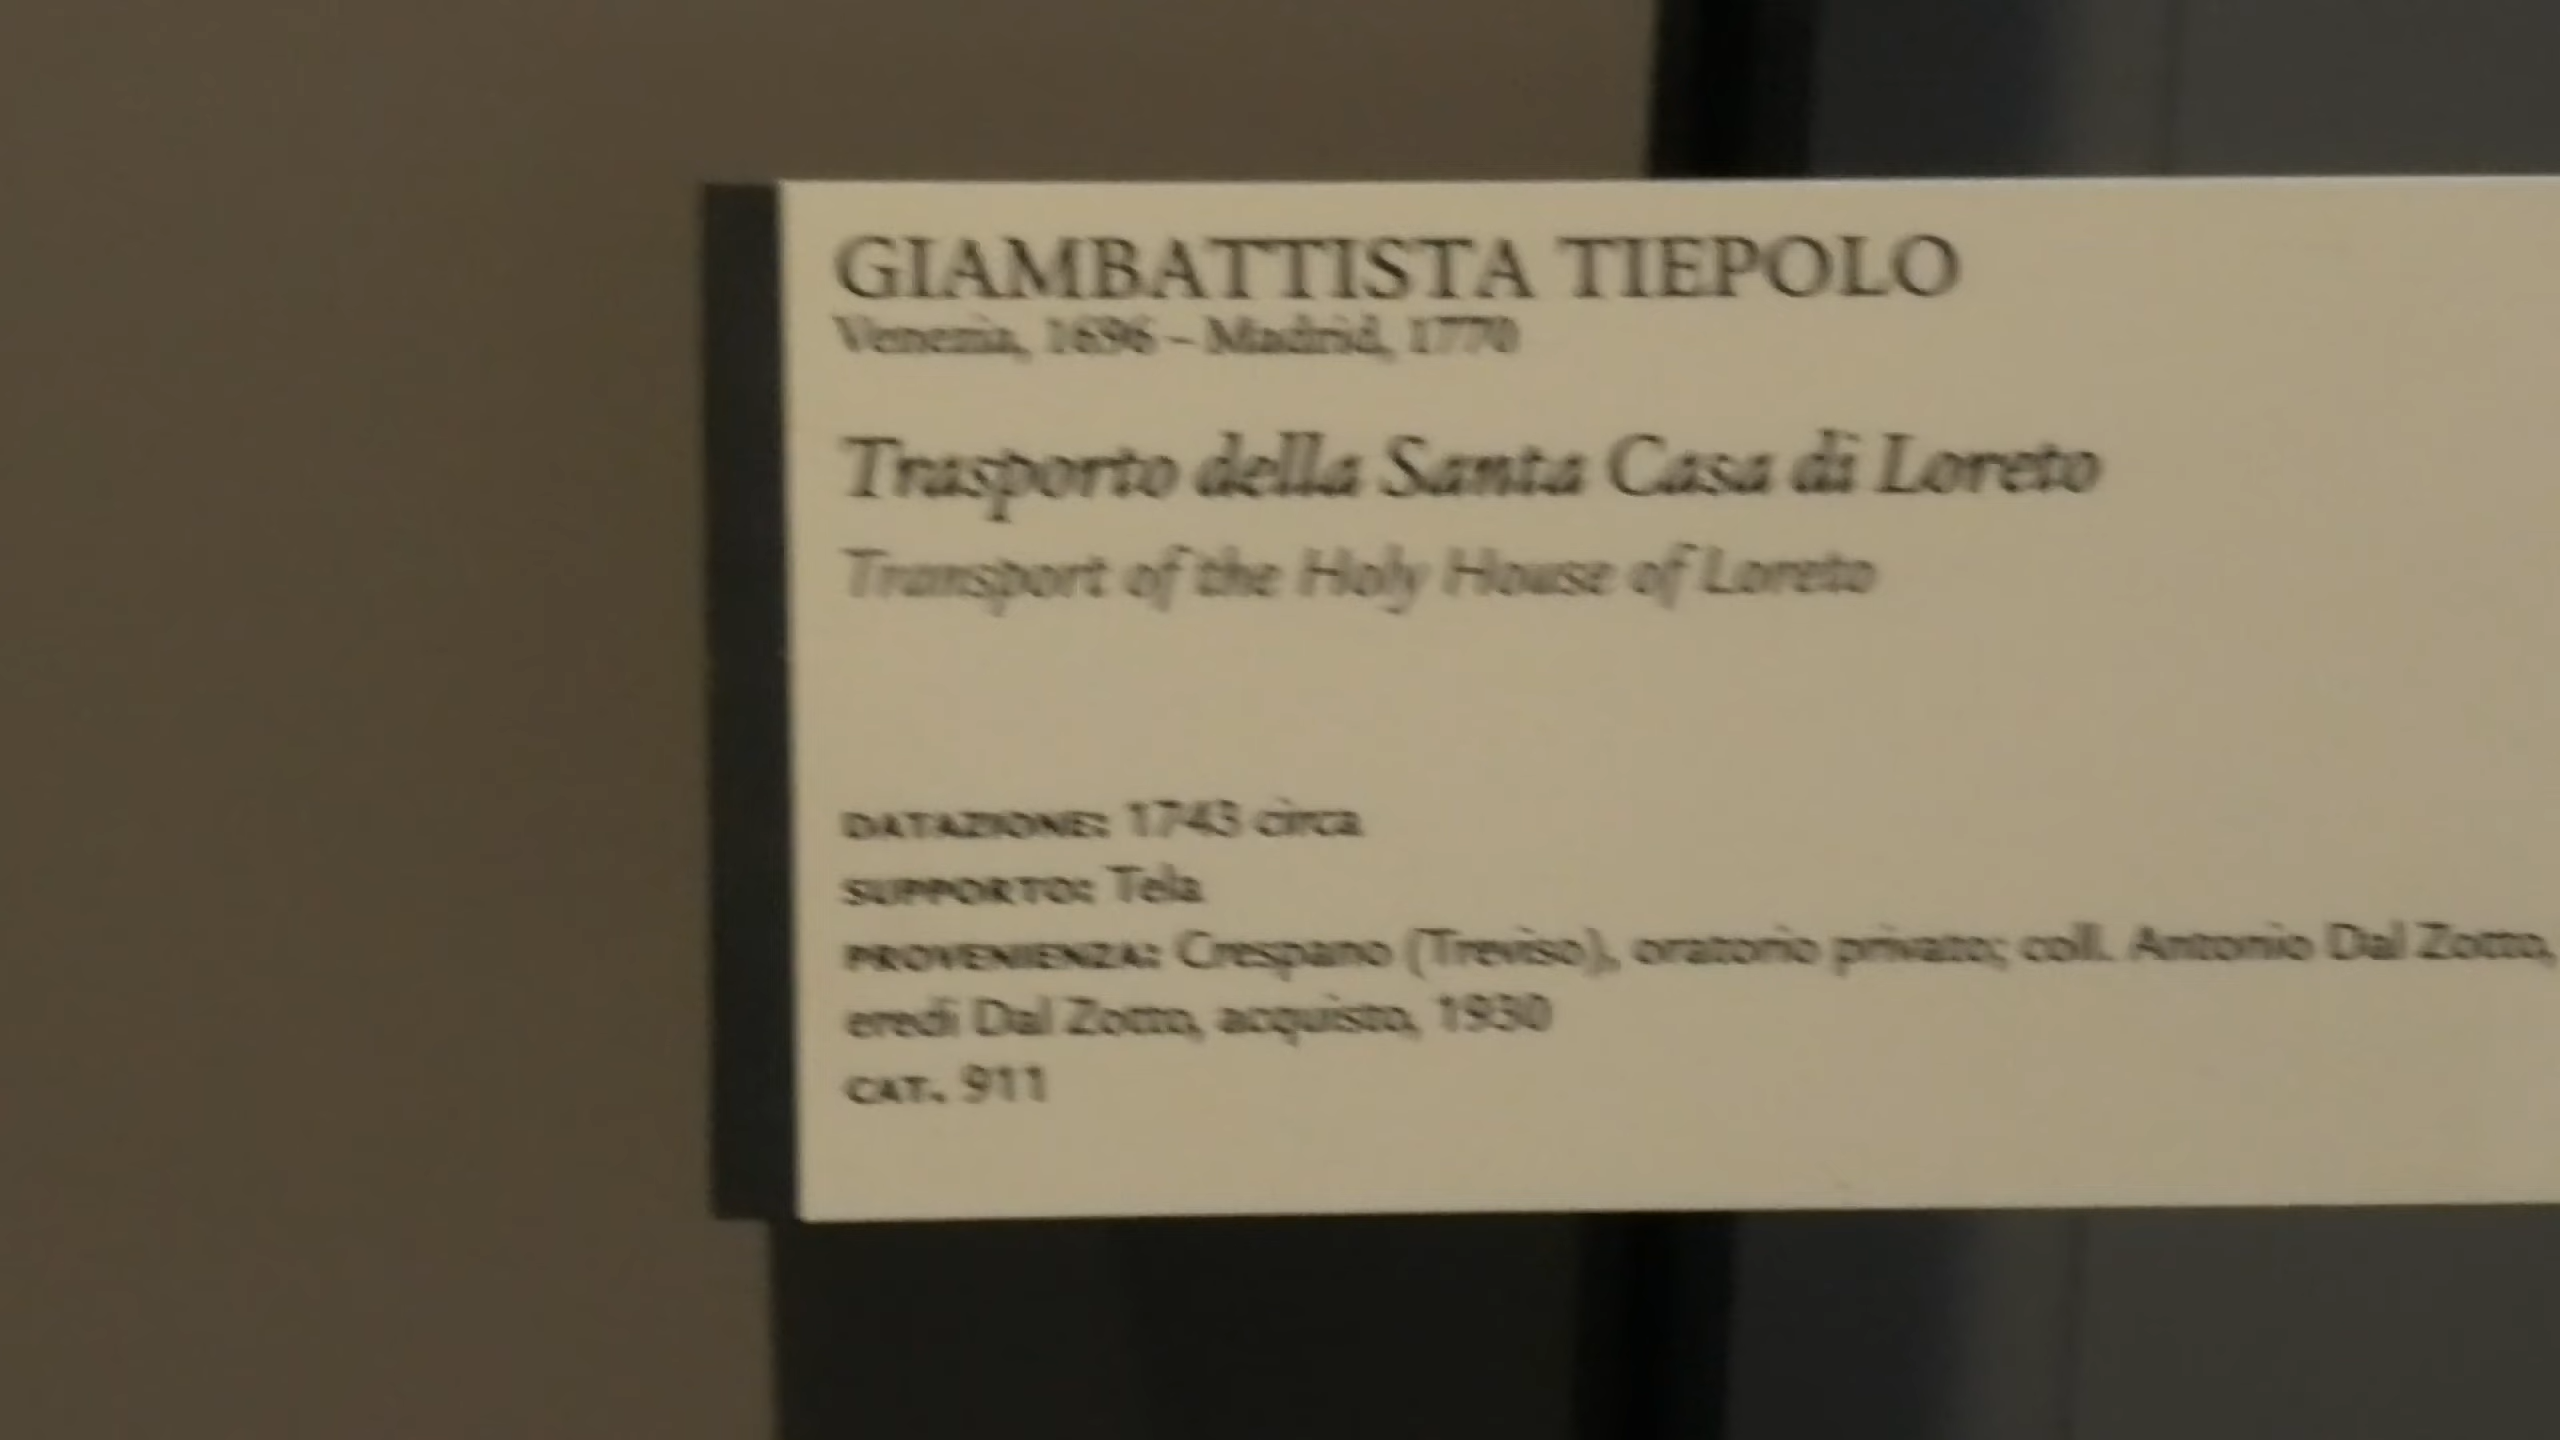 GIAMBATTISTA TIEPOLO
Venezia, 1696 – Madrid, 1770
Trasporto della Santa Casa di Loreto
Transport of the Holy House of Loreto
DATAZIONE: 1743 circa
SUPPORTO: Tela
PROVENIENZA: Crespano (Treviso), oratorio privato; coll. Antonio Dal Zotto,
eredi Dal Zotto, acquisto, 1930
CAT. 911